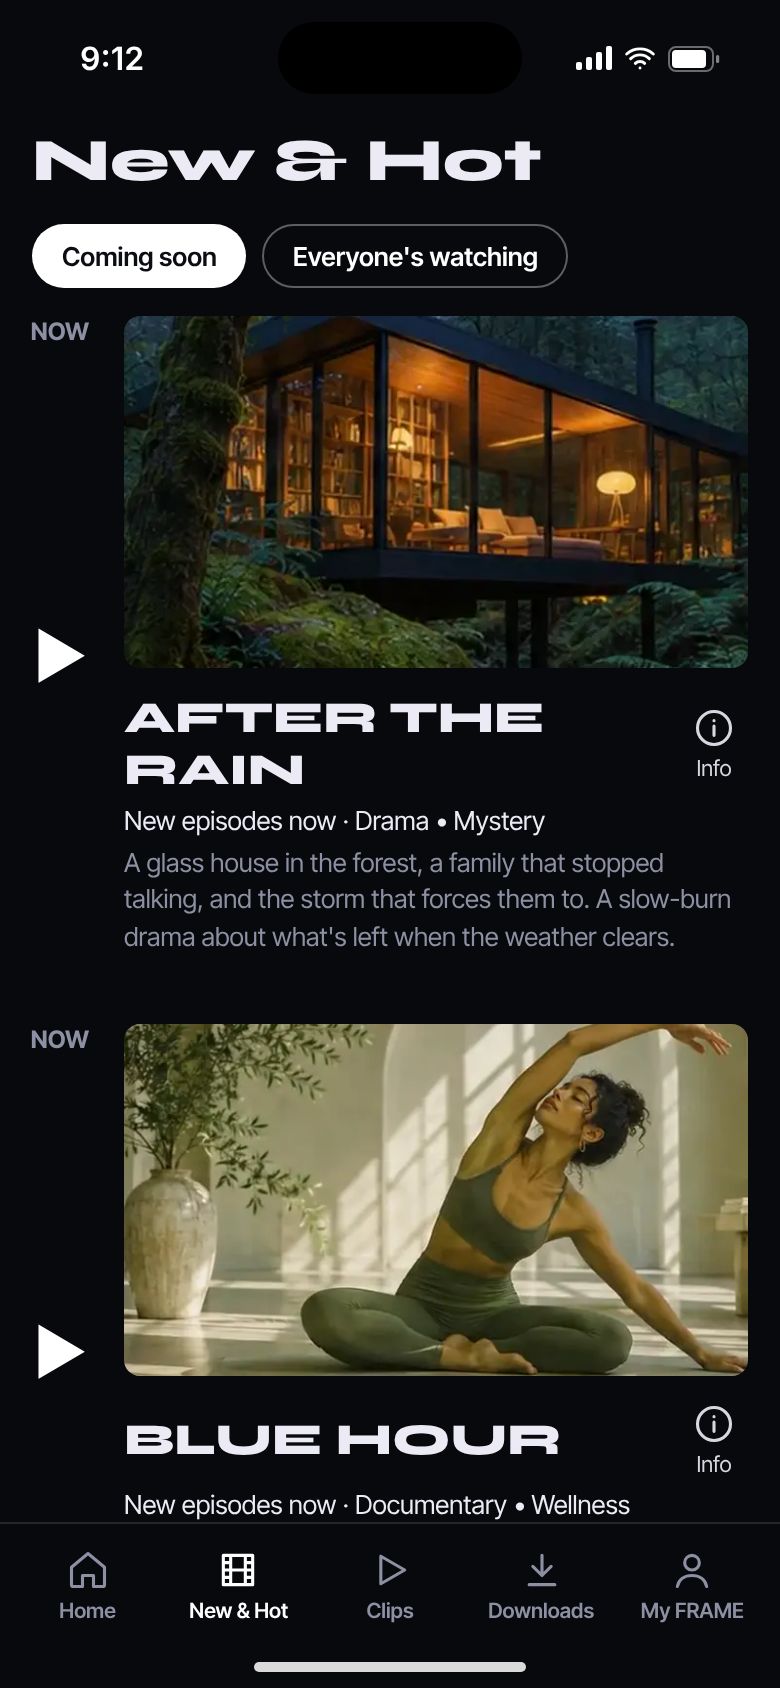 9:12
New & Hot
Coming soon
Everyone's watching
NOW
AFTER THE
RAIN
Info
New episodes now · Drama • Mystery
A glass house in the forest, a family that stopped
talking, and the storm that forces them to. A slow-burn
drama about what's left when the weather clears.
NOW
BLUE HOUR
Info
New episodes now · Documentary • Wellness
Home
New & Hot
Clips
Downloads
My FRAME